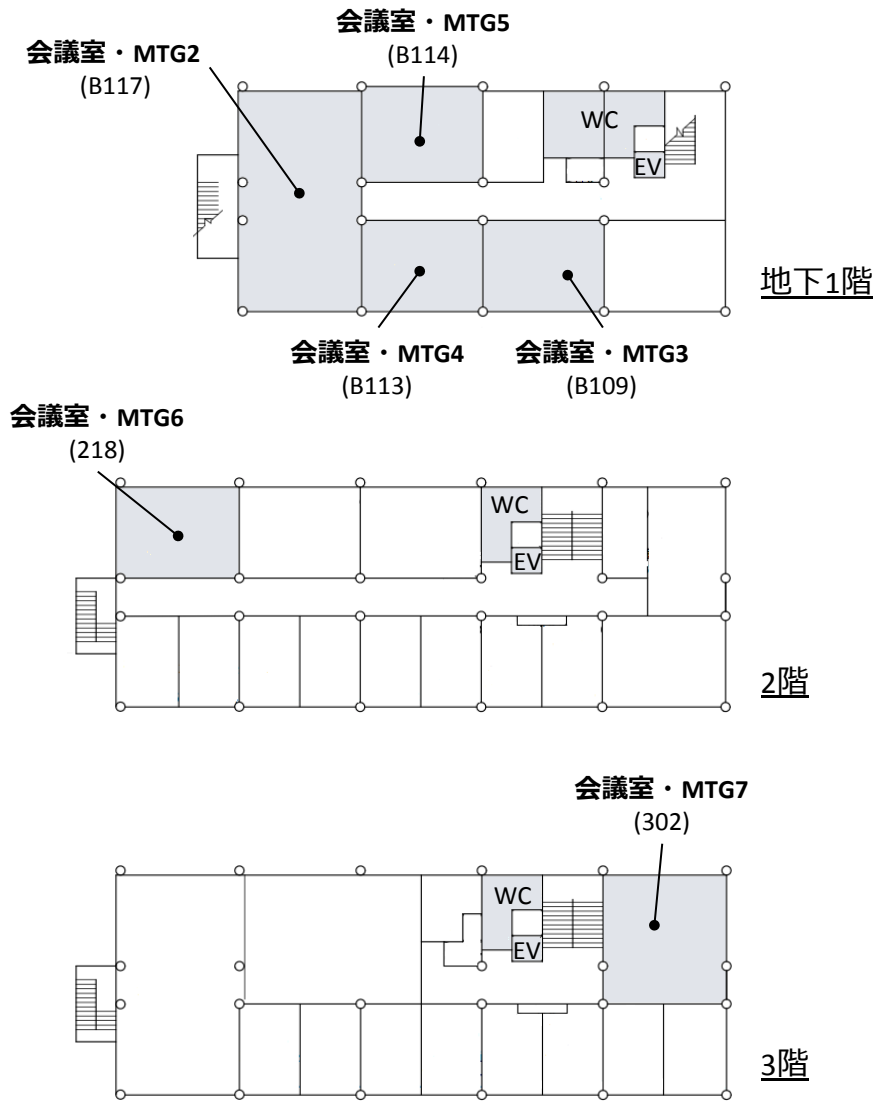 会議室・MTG5
(B114)
会議室・MTG2
(B117)
WC
EV
地下1階
会議室・MTG4
(B113)
会議室・MTG3
(B109)
会議室・MTG6
(218)
WC
EV
2階
会議室・MTG7
(302)
WC
EV
3階